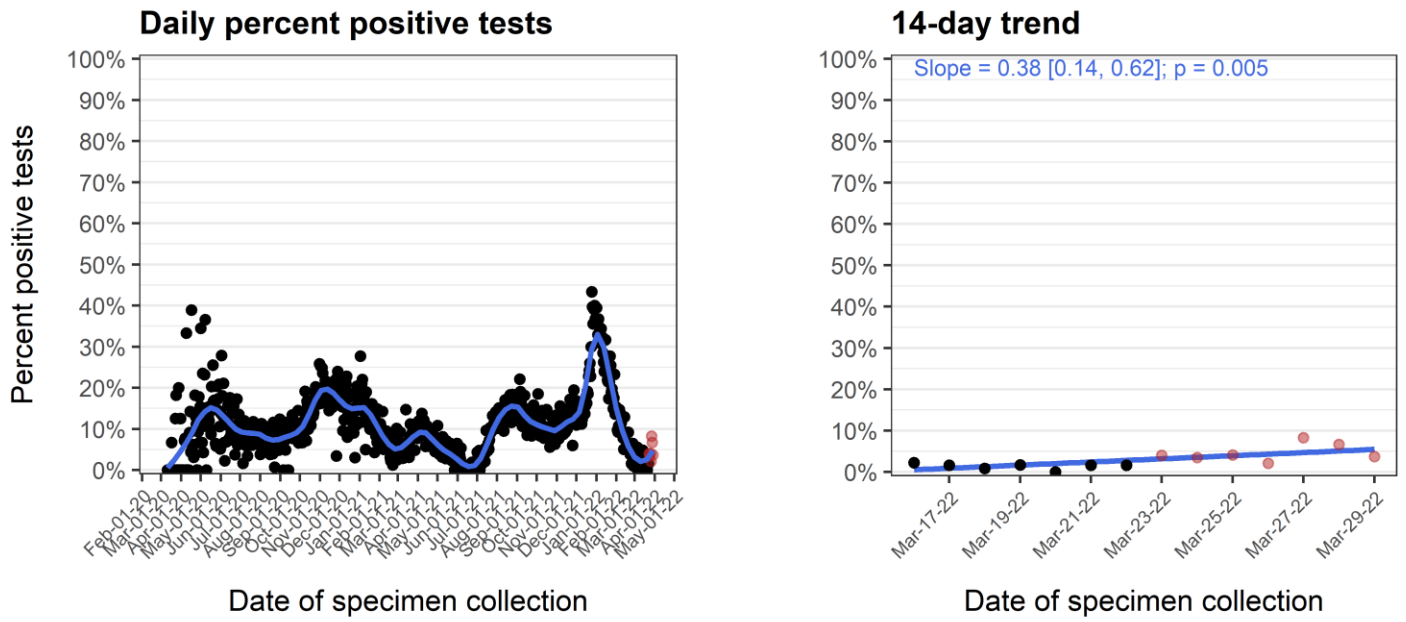 Daily percent positive tests
Percent positive tests
100%
90%
80%
70%
60%
50%
40%
30%
20%
10%
0%
Feb-01-20
Mar-01-20
Apr-01-20
May-01-20
Jun-01-20
Jul-01-20
Aug-01-20
Sep-01-20
Oct-01-20
Nov-01-20
Dec-01-20
Jan-01-21
Feb-01-21
Mar-01-21
Apr-01-21
May-01-21
Jun-01-21
Jul-01-21
Aug-01-21
Sep-01-21
Oct-01-21
Nov-01-21
Dec-01-21
Jan-01-22
Feb-01-22
Mar-01-22
Apr-01-22
May-01-22
Date of specimen collection
14-day trend
Slope = 0.38 [0.14, 0.62]; p = 0.005
100%
90%
80%
70%
60%
50%
40%
30%
20%
10%
0%
Mar-17-22
Mar-19-22
Mar-21-22
Mar-23-22
Mar-25-22
Mar-27-22
Mar-29-22
Date of specimen collection